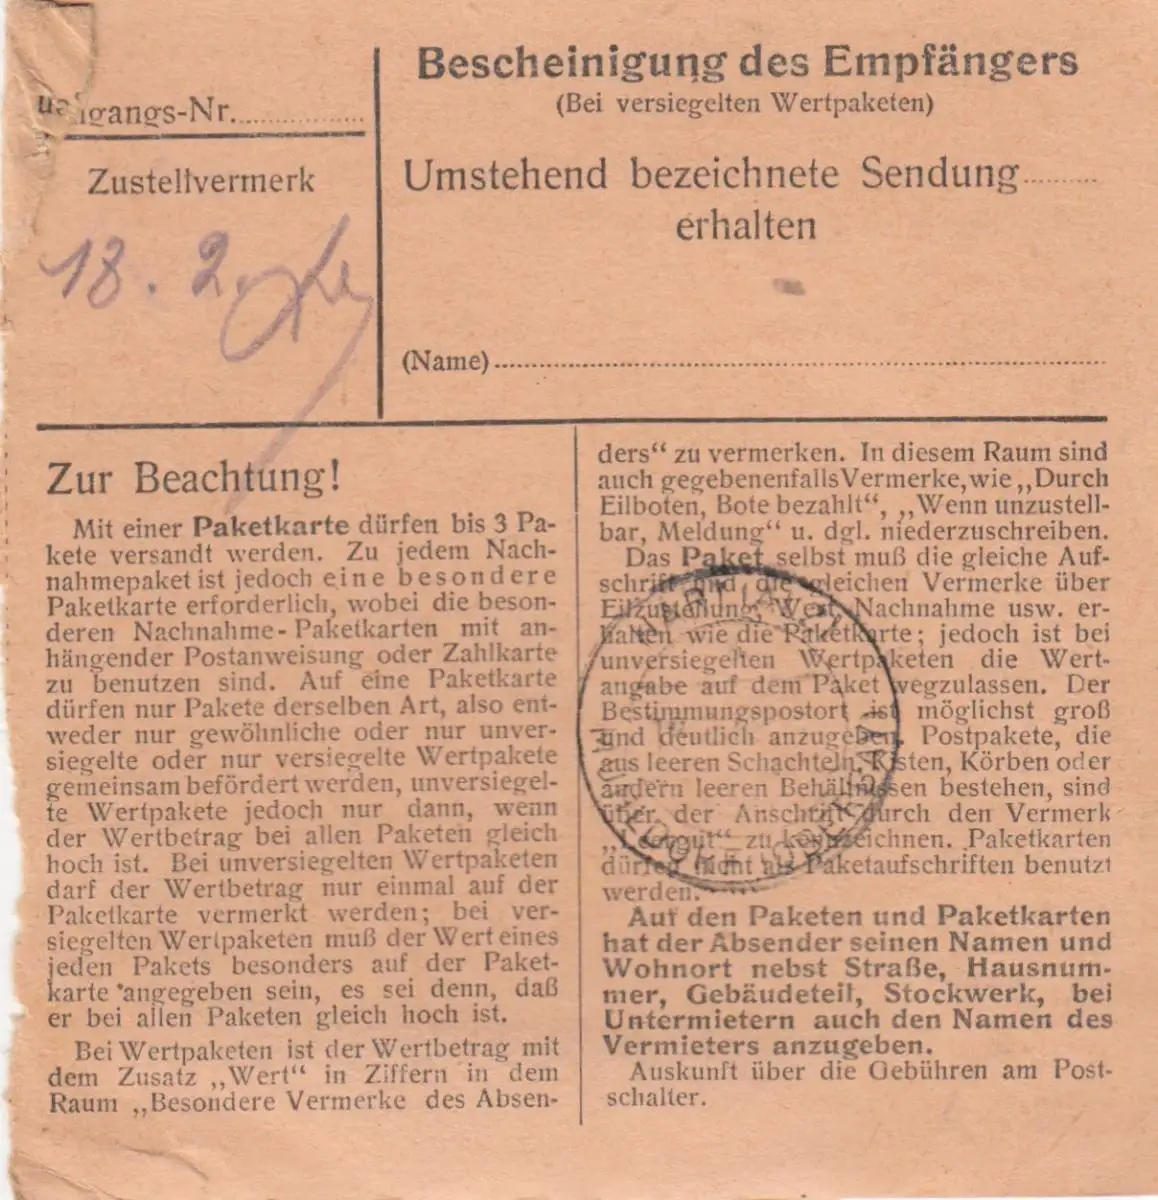 gangs-Nr.
Zustellvermerk
18. 2.
Bescheinigung des Empfängers
(Bei versiegelten Wertpaketen)
Umstehend bezeichnete Sendung
erhalten
(Name)
Zur Beachtung!
Mit einer Paketkarte dürfen bis 3 Pa-
kete versandt werden. Zu jedem Nach-
nahmepaket ist jedoch eine besondere
Paketkarte erforderlich, wobei die beson-
deren Nachnahme-Paketkarten mit an-
hängender Postanweisung oder Zahlkarte
zu benutzen sind. Auf eine Paketkarte
dürfen nur Pakete derselben Art, also ent-
weder nur gewöhnliche oder nur unver-
siegelte oder nur versiegelte Wertpakete
gemeinsam befördert werden, unversiegel-
te Wertpakete jedoch nur dann, wenn
der Wertbetrag bei allen Paketen gleich
hoch ist. Bei unversiegelten Wertpaketen
darf der Wertbetrag nur einmal auf der
Paketkarte vermerkt werden; bei ver-
siegelten Wertpaketen muß der Wert eines
jeden Pakets besonders auf der Paket-
karte angegeben sein, es sei denn, daß
er bei allen Paketen gleich hoch ist.
Bei Wertpaketen ist der Wertbetrag mit
dem Zusatz „Wert“ in Ziffern in dem
Raum „Besondere Vermerke des Absen-
ders“ zu vermerken. In diesem Raum sind
auch gegebenenfalls Vermerke, wie „Durch
Eilboten, Bote bezahlt“, „Wenn unzustell-
bar, Meldung“ u. dgl. niederzuschreiben.
Das Paket selbst muß die gleiche Auf-
schrift und die gleichen Vermerke über
Eilzustellung, Wert, Nachnahme usw. er-
halten wie die Paketkarte; jedoch ist bei
unversiegelten Wertpaketen die Wert-
angabe auf dem Paket wegzulassen. Der
Bestimmungspostort ist möglichst groß
und deutlich anzugeben. Postpakete, die
aus leeren Schachteln, Kisten, Körben oder
andern leeren Behältnissen bestehen, sind
über der Anschrift durch den Vermerk
„Leergut“ zu kennzeichnen. Paketkarten
dürfen nicht als Paketaufschriften benutzt
werden.
Auf den Paketen und Paketkarten
hat der Absender seinen Namen und
Wohnort nebst Straße, Hausnum-
mer, Gebäudeteil, Stockwerk, bei
Untermietern auch den Namen des
Vermieters anzugeben.
Auskunft über die Gebühren am Post-
schalter.